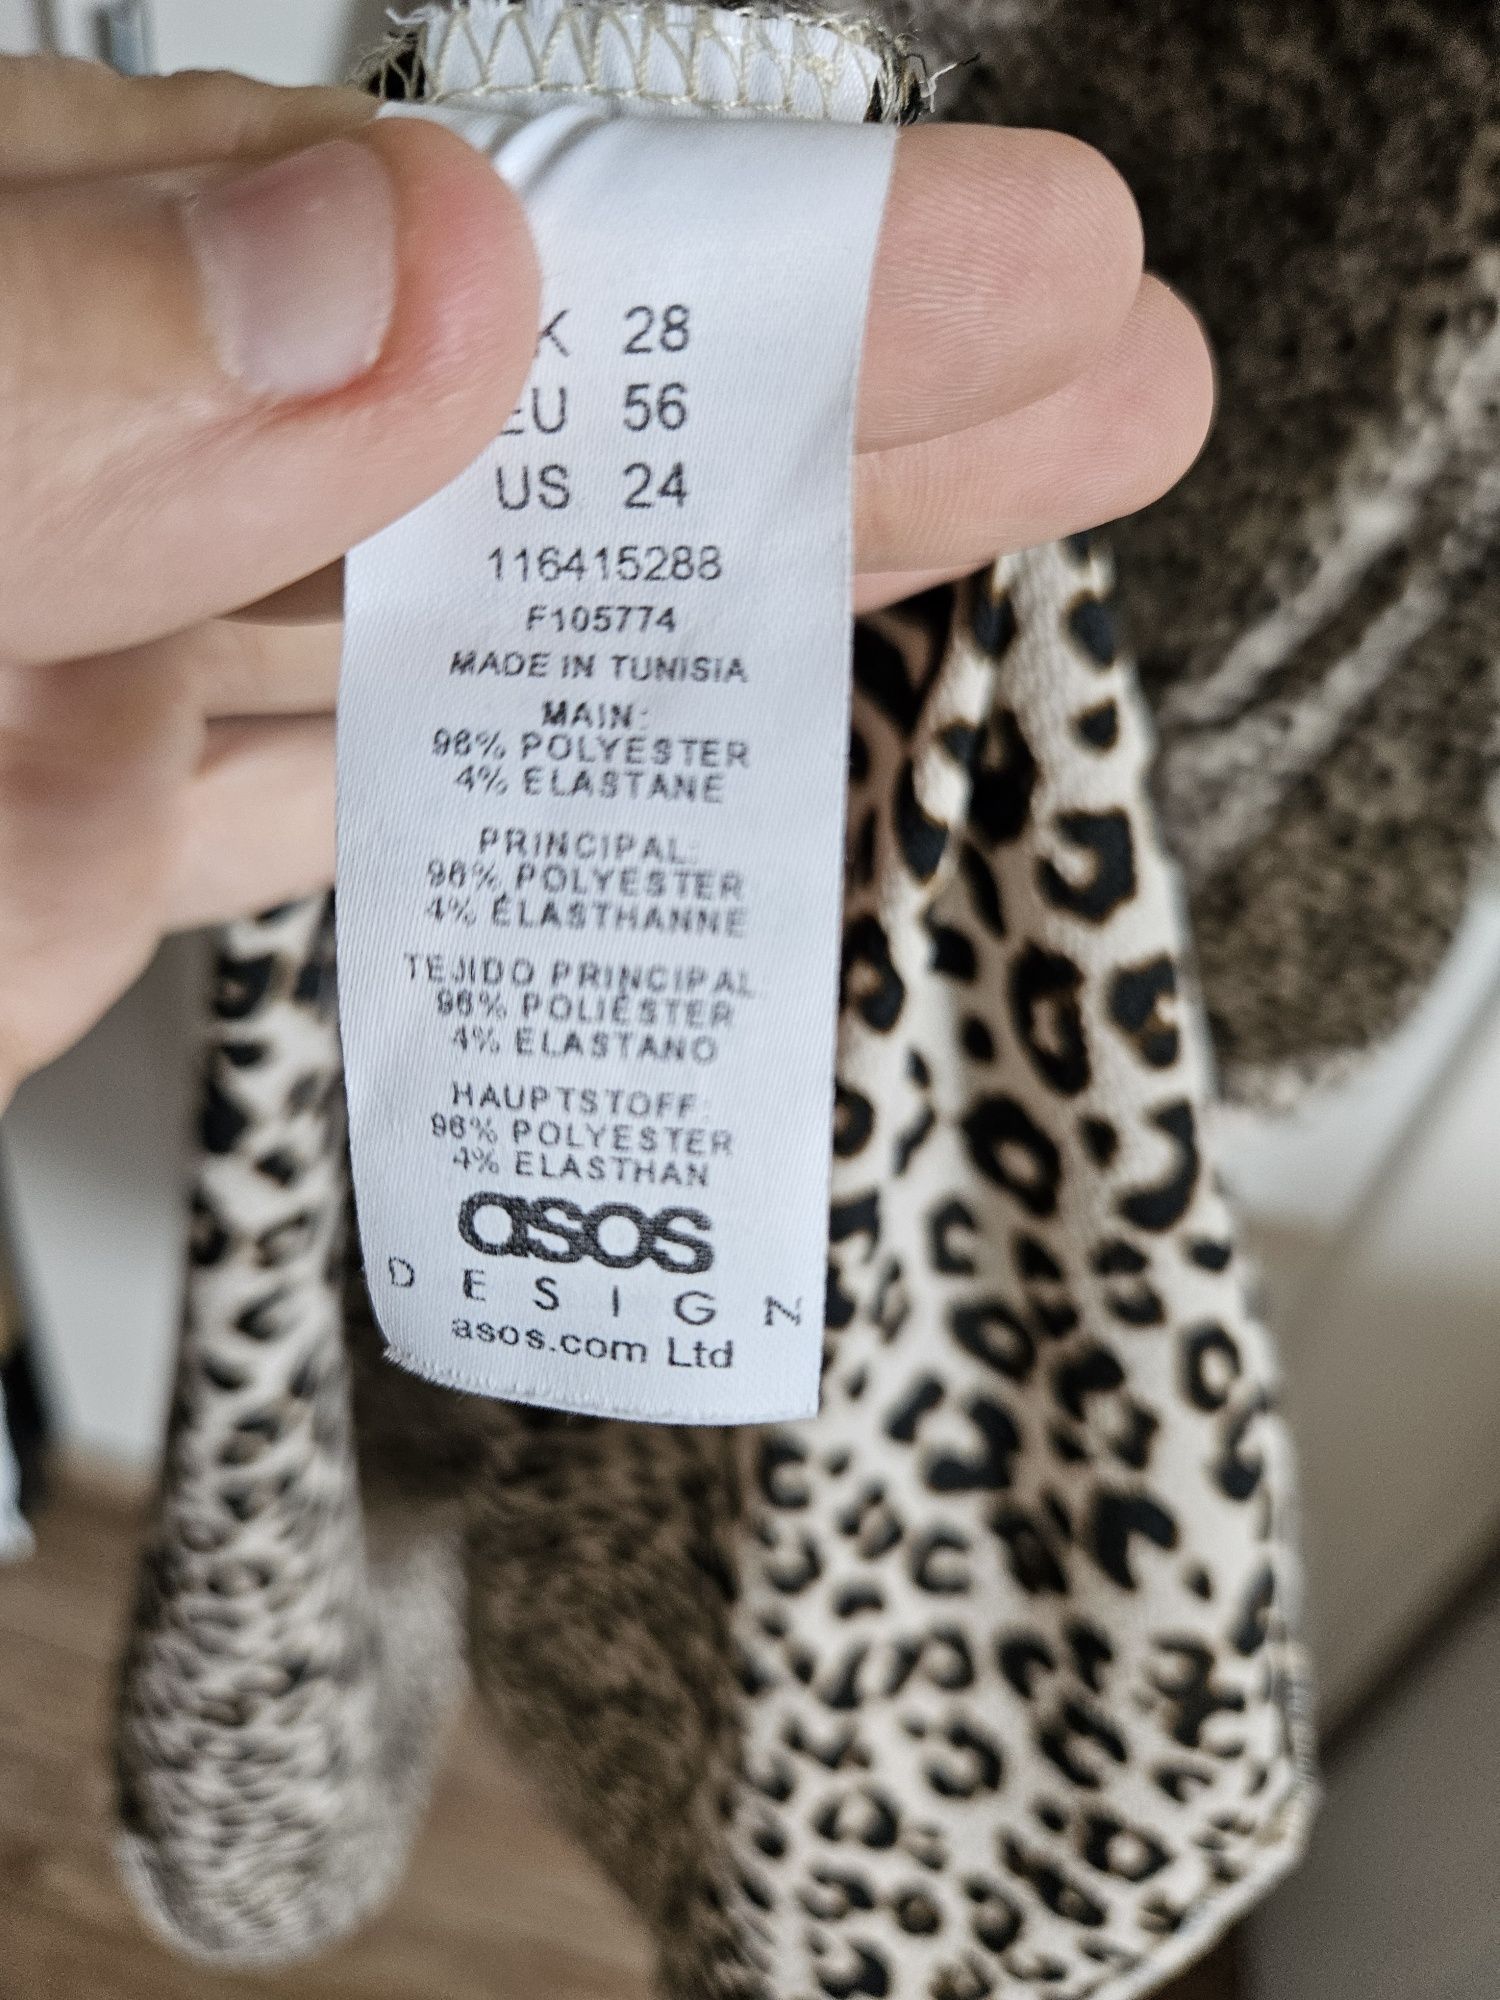 K 28
EU 56
US 24
116415288
F105774
MADE IN TUNISIA
MAIN:
96% POLYESTER
4% ELASTANE
PRINCIPAL:
96% POLYESTER
4% ÉLASTHANNE
TEJIDO PRINCIPAL
96% POLIÉSTER
4% ELASTANO
HAUPTSTOFF:
96% POLYESTER
4% ELASTHAN
asos
DESIGN
asos.com Ltd